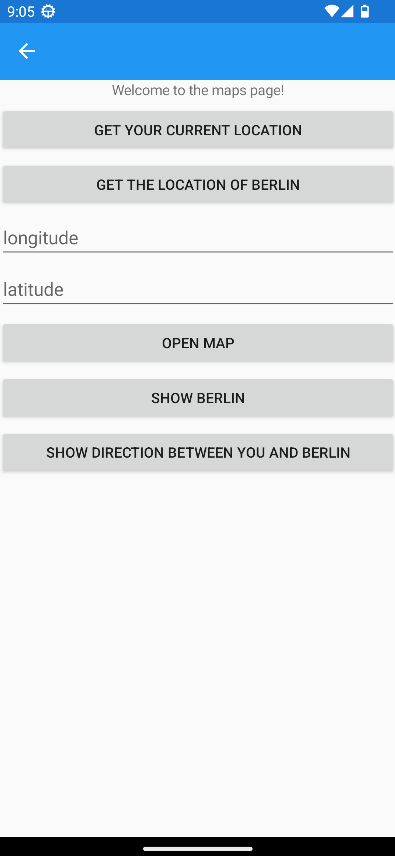 9:05
Welcome to the maps page!
GET YOUR CURRENT LOCATION
GET THE LOCATION OF BERLIN
longitude
latitude
OPEN MAP
SHOW BERLIN
SHOW DIRECTION BETWEEN YOU AND BERLIN